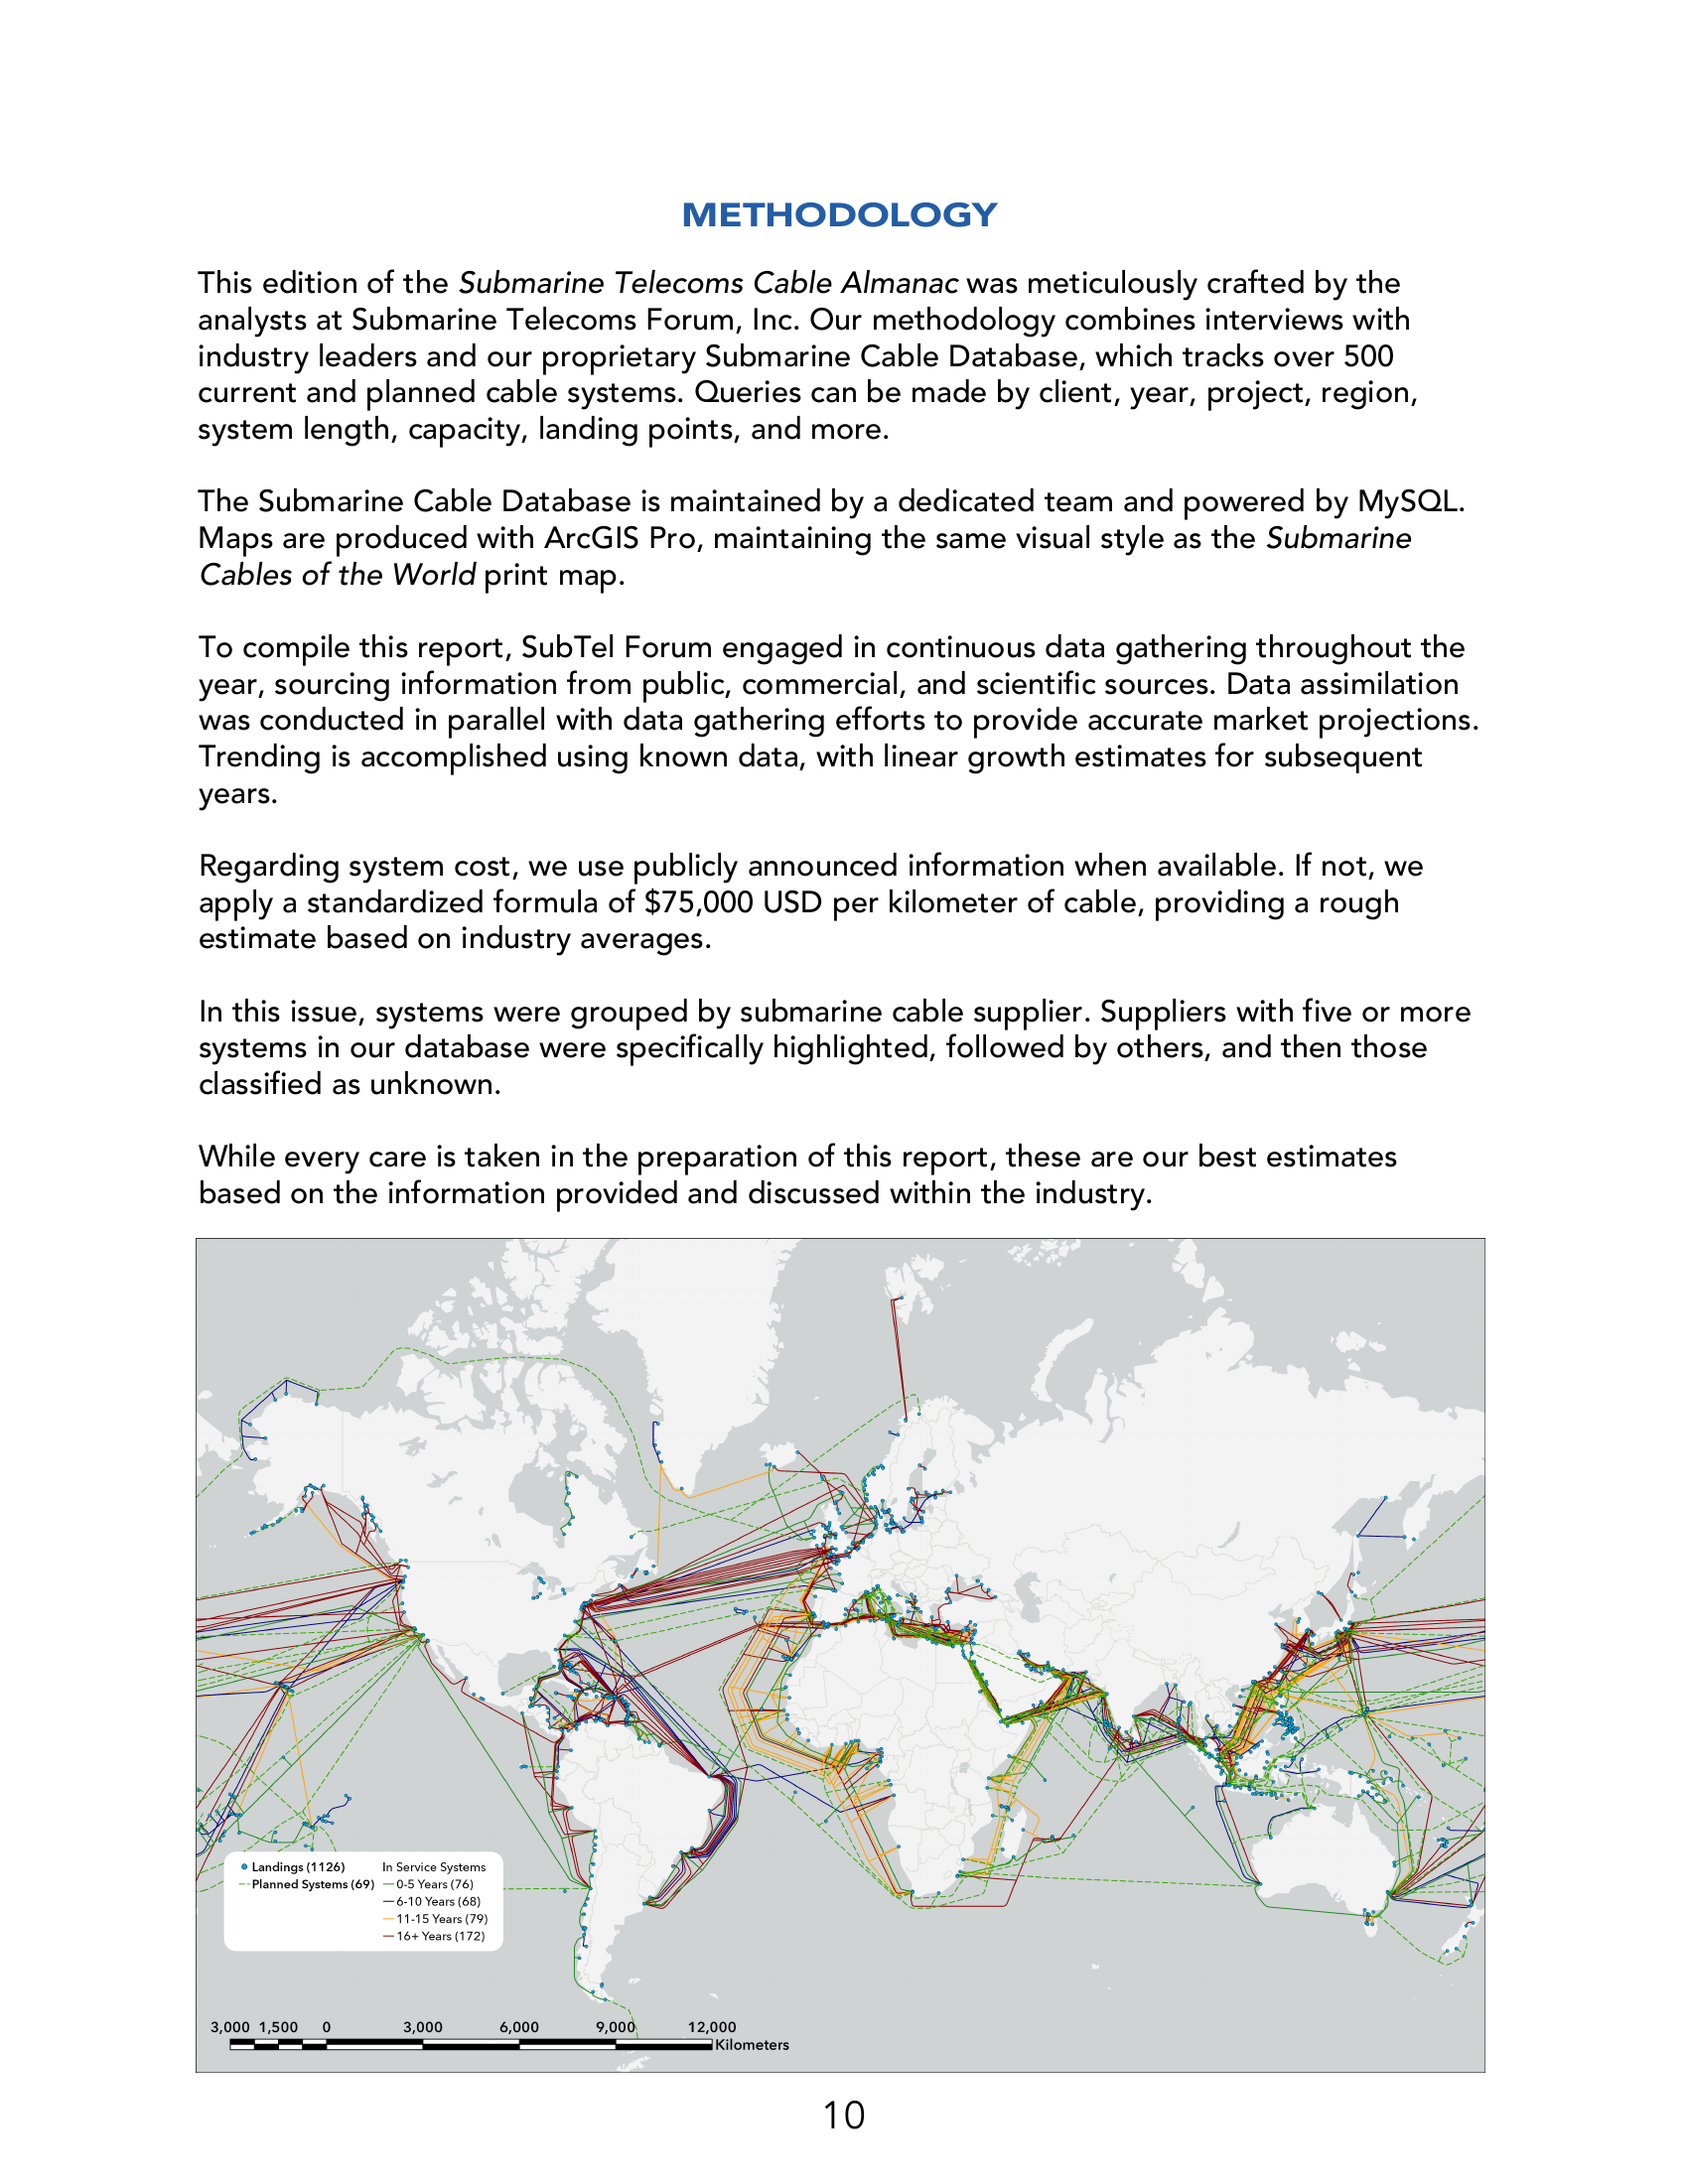 METHODOLOGY
This edition of the Submarine Telecoms Cable Almanac was meticulously crafted by the
analysts at Submarine Telecoms Forum, Inc. Our methodology combines interviews with
industry leaders and our proprietary Submarine Cable Database, which tracks over 500
current and planned cable systems. Queries can be made by client, year, project, region,
system length, capacity, landing points, and more.
The Submarine Cable Database is maintained by a dedicated team and powered by MySQL.
Maps are produced with ArcGIS Pro, maintaining the same visual style as the Submarine
Cables of the World print map.
To compile this report, SubTel Forum engaged in continuous data gathering throughout the
year, sourcing information from public, commercial, and scientific sources. Data assimilation
was conducted in parallel with data gathering efforts to provide accurate market projections.
Trending is accomplished using known data, with linear growth estimates for subsequent
years.
Regarding system cost, we use publicly announced information when available. If not, we
apply a standardized formula of $75,000 USD per kilometer of cable, providing a rough
estimate based on industry averages.
In this issue, systems were grouped by submarine cable supplier. Suppliers with five or more
systems in our database were specifically highlighted, followed by others, and then those
classified as unknown.
While every care is taken in the preparation of this report, these are our best estimates
based on the information provided and discussed within the industry.
Landings (1126)
Planned Systems (69)
In Service Systems
0-5 Years (76)
6-10 Years (68)
11-15 Years (79)
16+ Years (172)
3,000 1,500 0 3,000 6,000 9,000 12,000
Kilometers
10